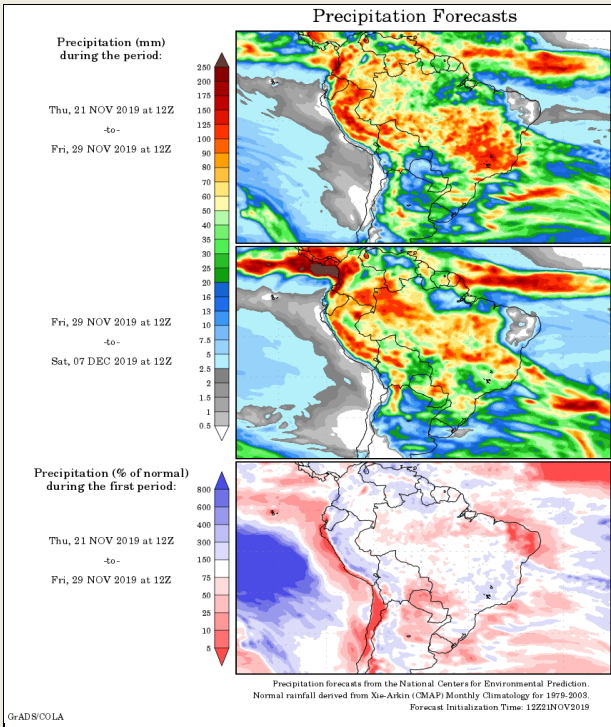 Precipitation Forecasts
Precipitation (mm)
during the period:
Thu, 21 NOV 2019 at 12Z
-to-
Fri, 29 NOV 2019 at 12Z
250
200
175
150
125
100
90
80
70
60
50
40
35
30
25
20
16
13
10
7.5
5
2.5
2
1.5
1
0.5
Fri, 29 NOV 2019 at 12Z
-to-
Sat, 07 DEC 2019 at 12Z
Precipitation (% of normal)
during the first period:
Thu, 21 NOV 2019 at 12Z
-to-
Fri, 29 NOV 2019 at 12Z
800
600
400
300
150
75
50
25
10
5
Precipitation forecasts from the National Centers for Environmental Prediction.
Normal rainfall derived from Xie-Arkin (CMAP) Monthly Climatology for 1979-2003.
Forecast Initialization Time: 12Z21NOV2019
GrADS/COLA